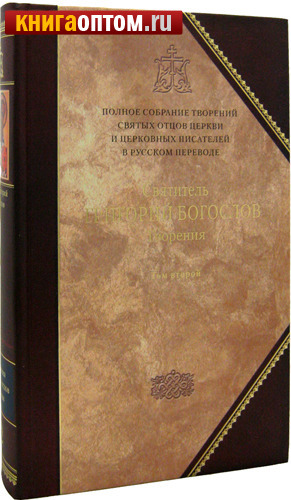 КНИГАОПТОМ.RU
ПОЛНОЕ СОБРАНИЕ ТВОРЕНИЙ
СВЯТЫХ ОТЦОВ ЦЕРКВИ
И ЦЕРКОВНЫХ ПИСАТЕЛЕЙ
В РУССКОМ ПЕРЕВОДЕ
Святитель
ГРИГОРИЙ БОГОСЛОВ
Творения
Том второй